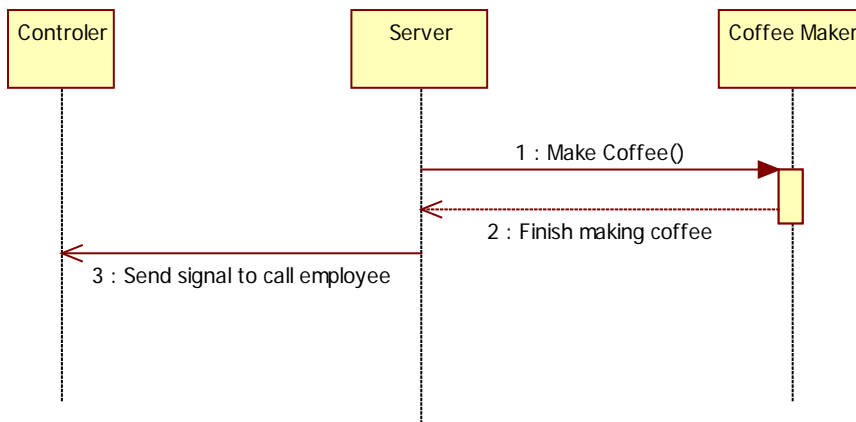 Controler
Server
Coffee Maker
1 : Make Coffee()
2 : Finish making coffee
3 : Send signal to call employee